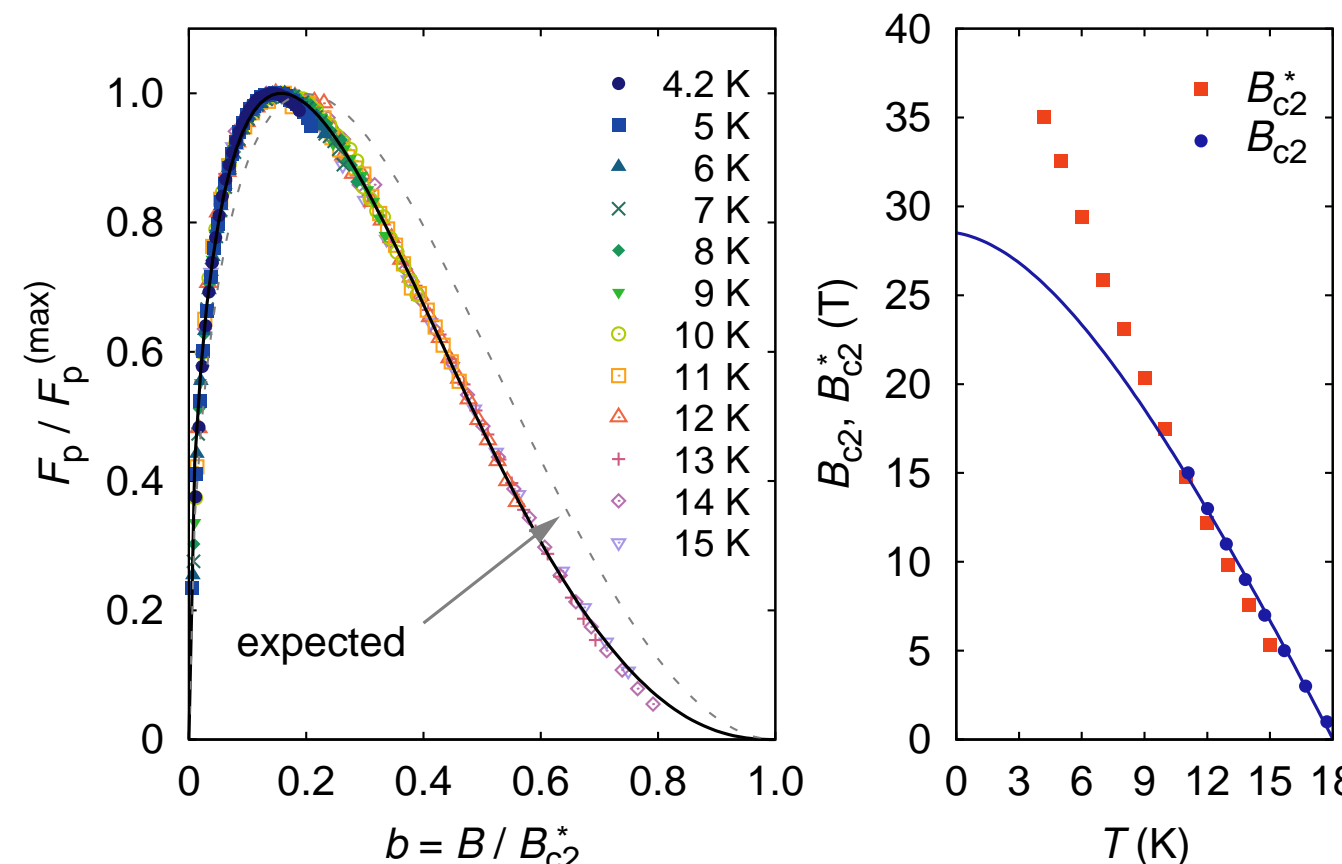 F_p / F_p^(max)
1.0
0.8
0.6
0.4
0.2
0
0 0.2 0.4 0.6 0.8 1.0
b = B / B*_c2
expected
4.2 K
5 K
6 K
7 K
8 K
9 K
10 K
11 K
12 K
13 K
14 K
15 K
B_c2, B*_c2 (T)
40
35
30
25
20
15
10
5
0
0 3 6 9 12 15 18
T (K)
B*_c2
B_c2